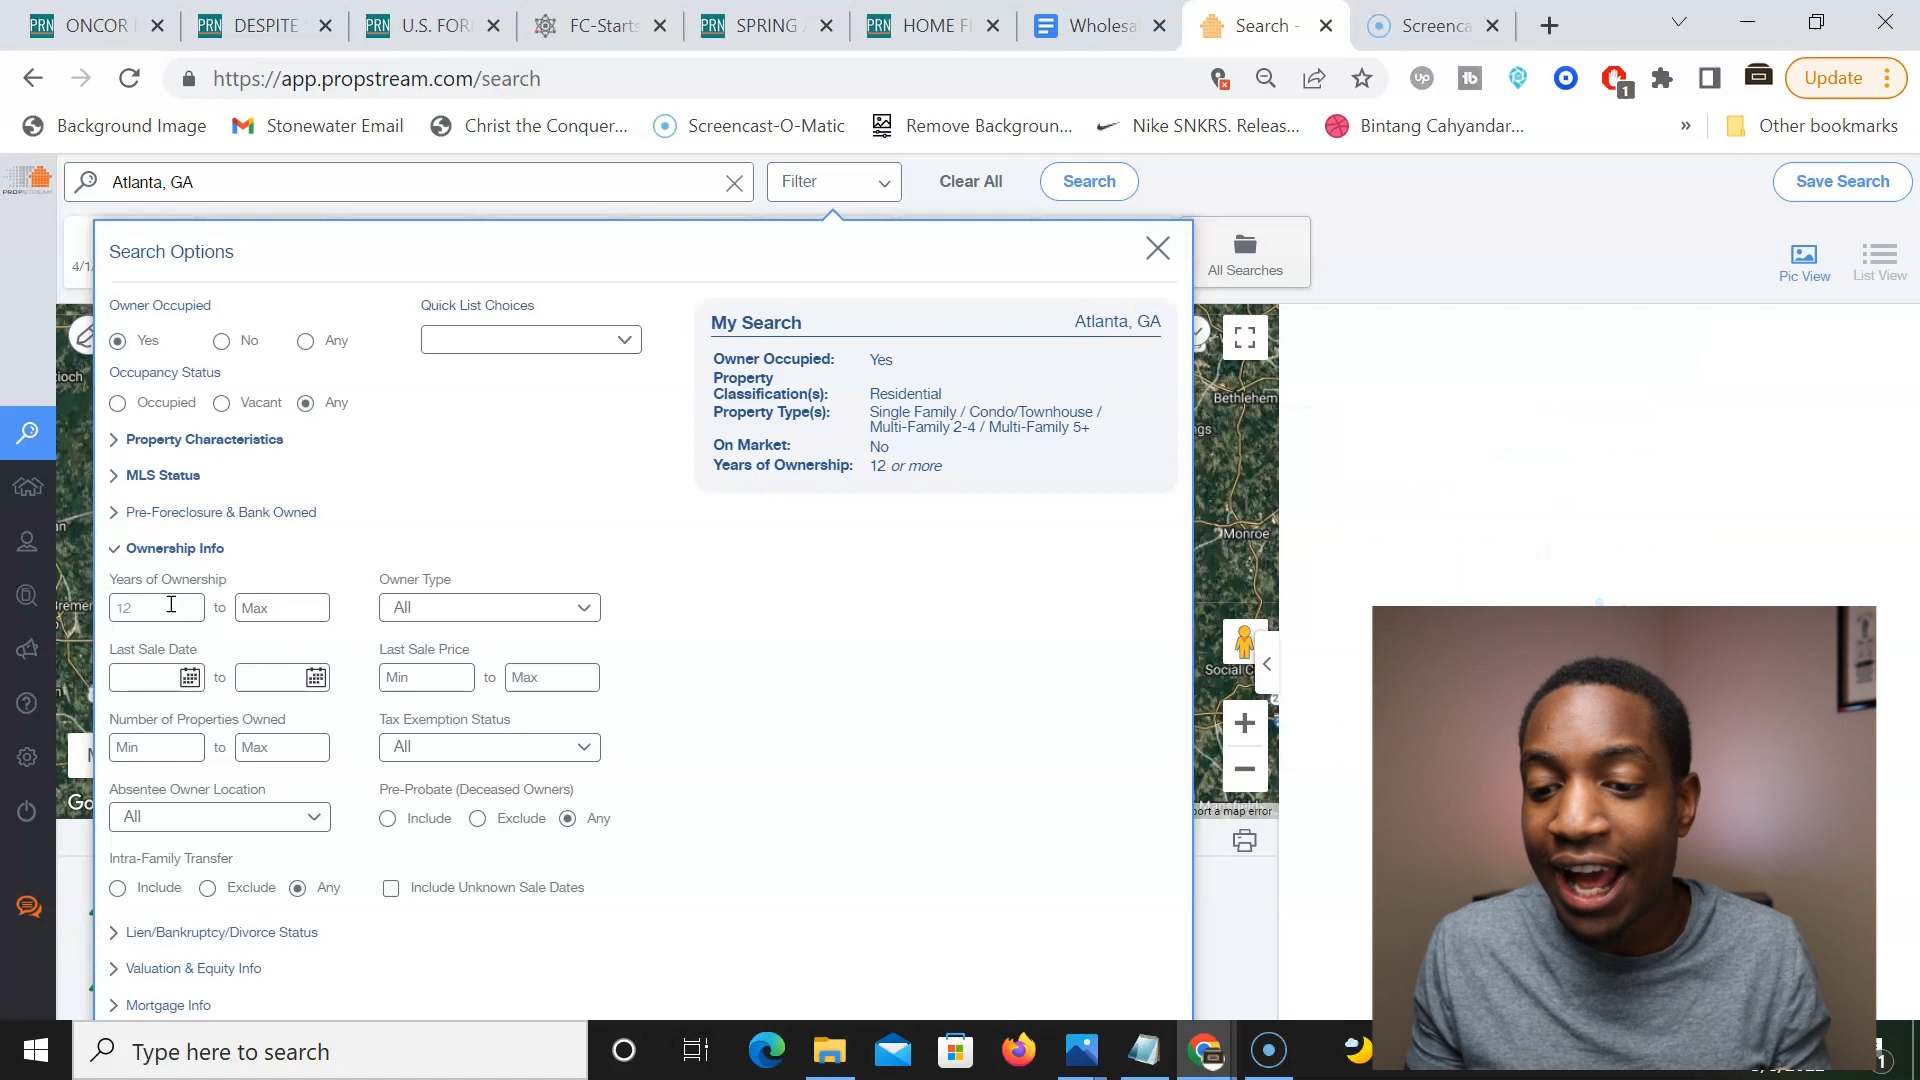 ONCOR
DESPITE
U.S. FOR
FC-Starts
SPRING
HOME F
Wholesa
Search -
Screenca
https://app.propstream.com/search
Update
Background Image
Stonewater Email
Christ the Conquer...
Screencast-O-Matic
Remove Backgroun...
Nike SNKRS. Releas...
Bintang Cahyandar...
»
Other bookmarks
PROPSTREAM
Atlanta, GA
Filter
Clear All
Search
Save Search
All Searches
Pic View
List View
Search Options
Owner Occupied
Yes
No
Any
Quick List Choices
Occupancy Status
Occupied
Vacant
Any
Property Characteristics
MLS Status
Pre-Foreclosure & Bank Owned
Ownership Info
Years of Ownership
12 to Max
Owner Type
All
Last Sale Date
to
Last Sale Price
Min to Max
Number of Properties Owned
Min to Max
Tax Exemption Status
All
Absentee Owner Location
All
Pre-Probate (Deceased Owners)
Include
Exclude
Any
Intra-Family Transfer
Include
Exclude
Any
Include Unknown Sale Dates
Lien/Bankruptcy/Divorce Status
Valuation & Equity Info
Mortgage Info
My Search
Atlanta, GA
Owner Occupied: Yes
Property
Classification(s): Residential
Property Type(s): Single Family / Condo/Townhouse /
Multi-Family 2-4 / Multi-Family 5+
On Market: No
Years of Ownership: 12 or more
Bethlehem
Monroe
Social C
ort a map error
Type here to search